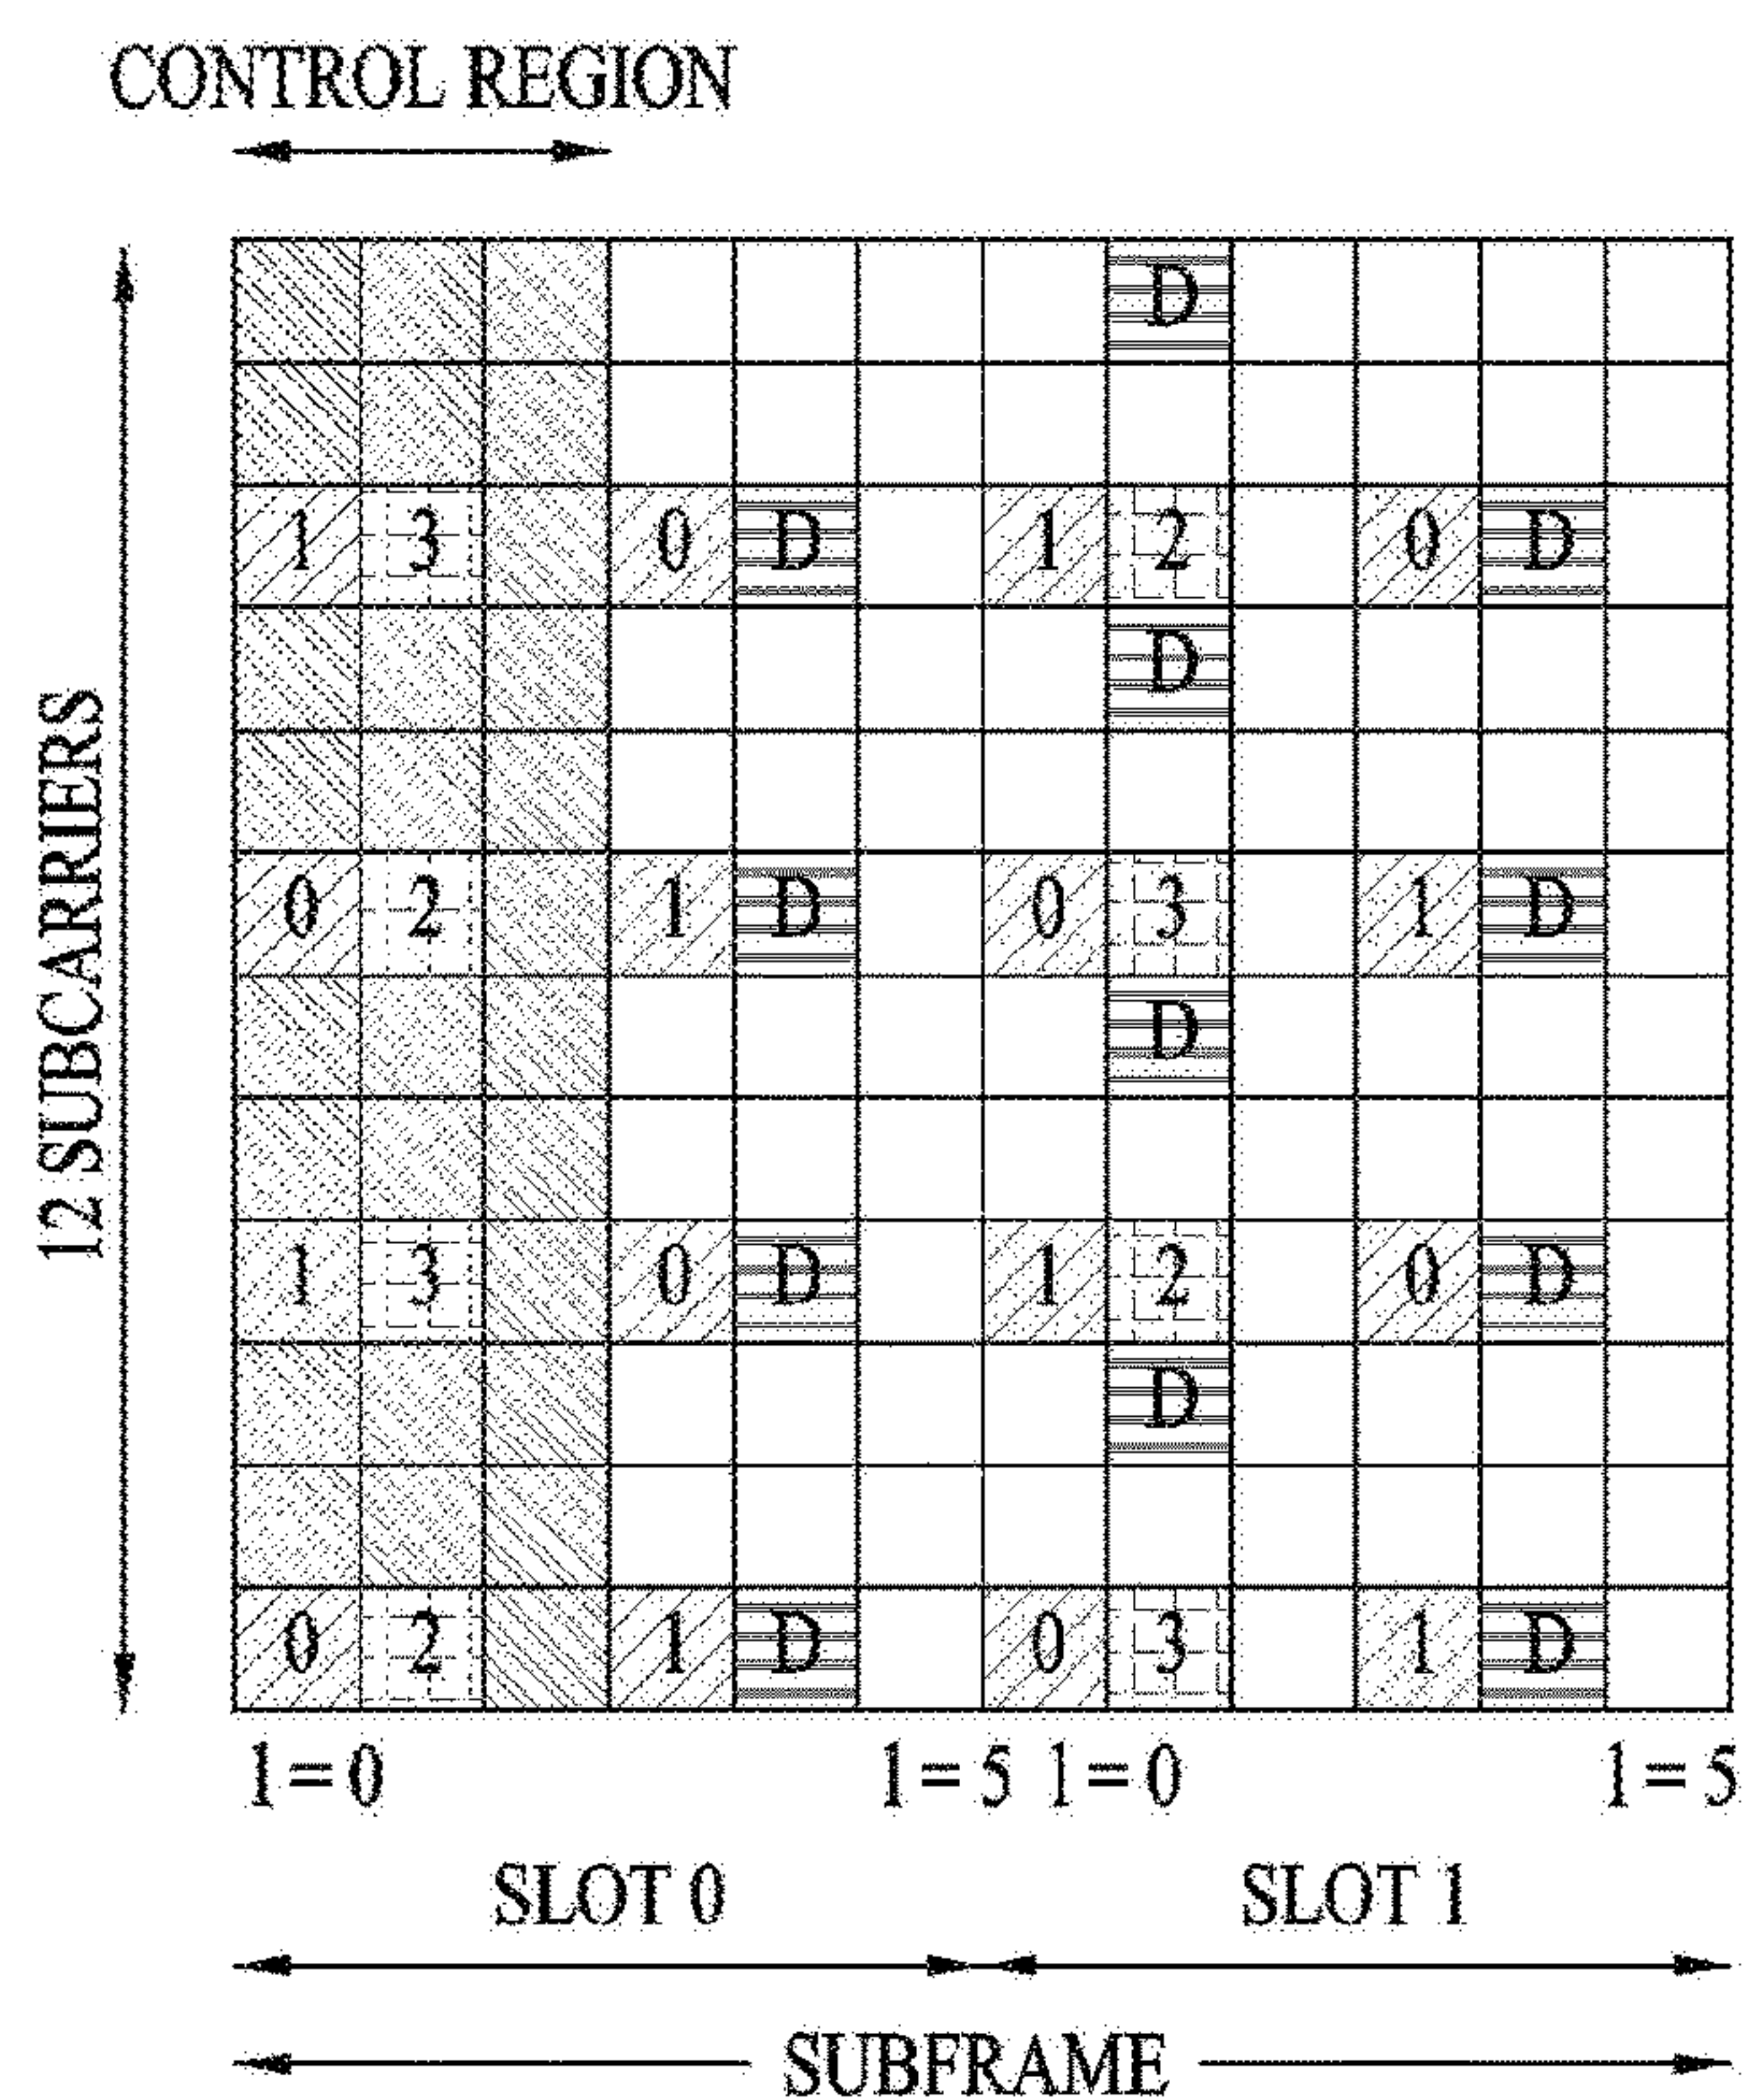 CONTROL REGION
12 SUBCARRIERS
D
1 3 0 D 1 2 0 D
D
0 2 1 D 0 3 1 D
D
1 3 0 D 1 2 0 D
D
0 2 1 D 0 3 1 D
1=0 1=5 1=0 1=5
SLOT 0 SLOT 1
SUBFRAME